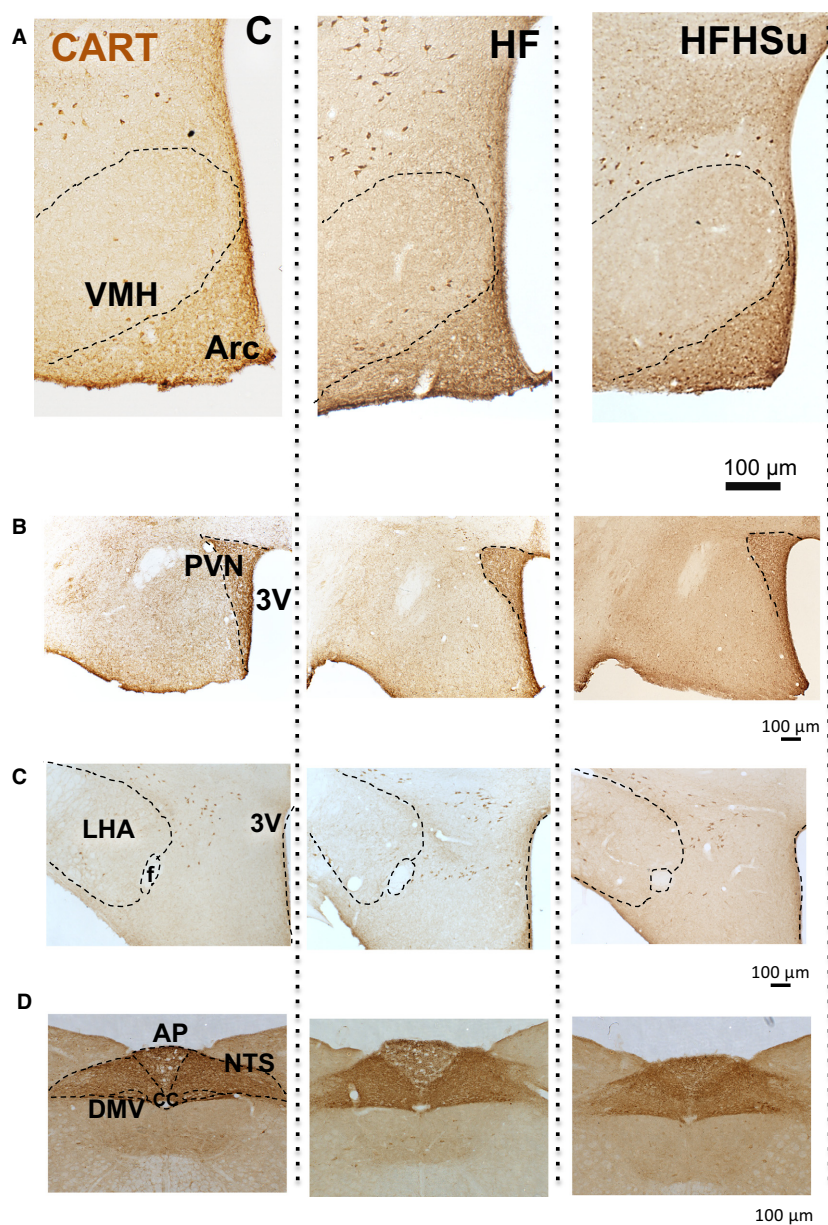 A
CART
C
HF
HFHSu
VMH
Arc
100 µm
B
PVN
3V
100 µm
C
LHA
3V
f
100 µm
D
AP
NTS
DMV
CC
100 µm